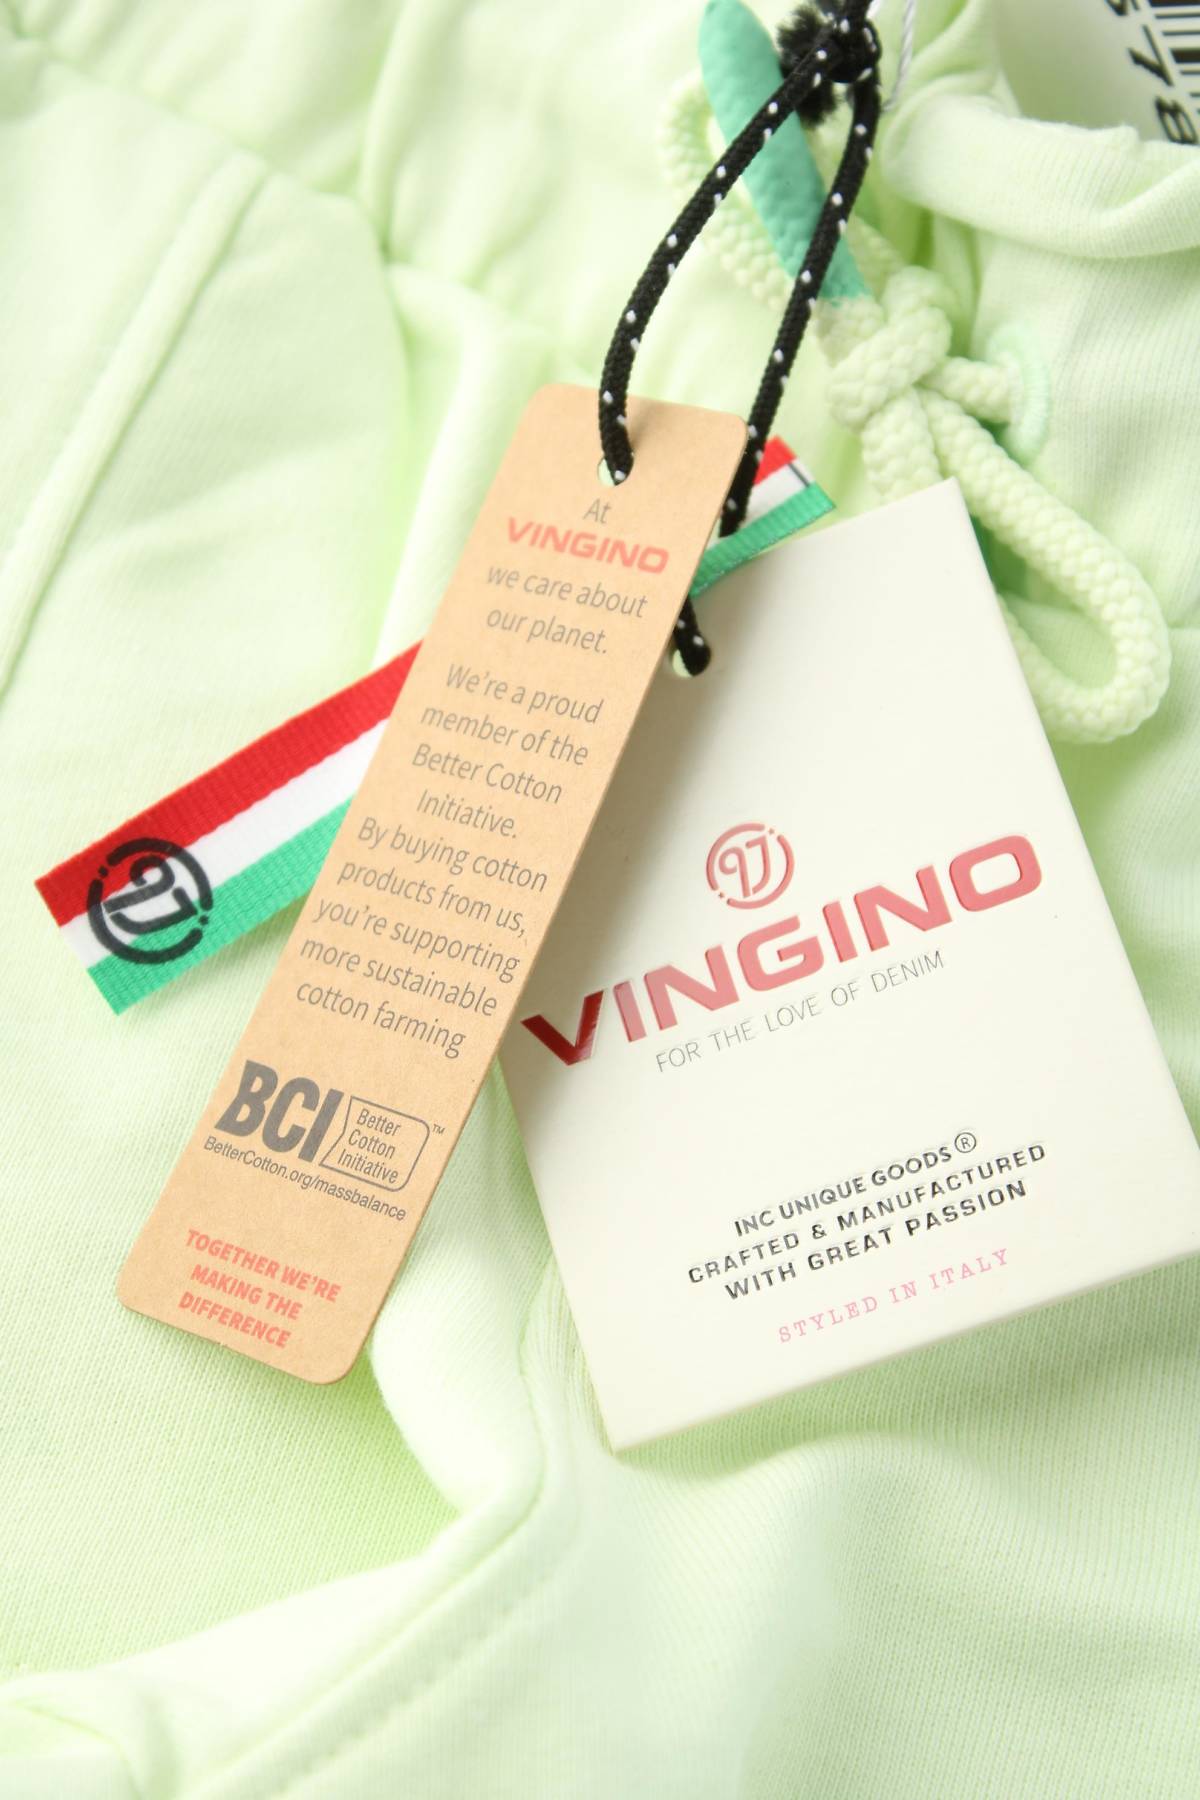 At
VINGINO
we care about
our planet.
We're a proud
member of the
Better Cotton
Initiative.
By buying cotton
products from us,
you're supporting
more sustainable
cotton farming
BCI Better
Cotton
Initiative™
BetterCotton.org/massbalance
TOGETHER WE'RE
MAKING THE
DIFFERENCE
VINGINO
FOR THE LOVE OF DENIM
INC UNIQUE GOODS®
CRAFTED & MANUFACTURED
WITH GREAT PASSION
STYLED IN ITALY